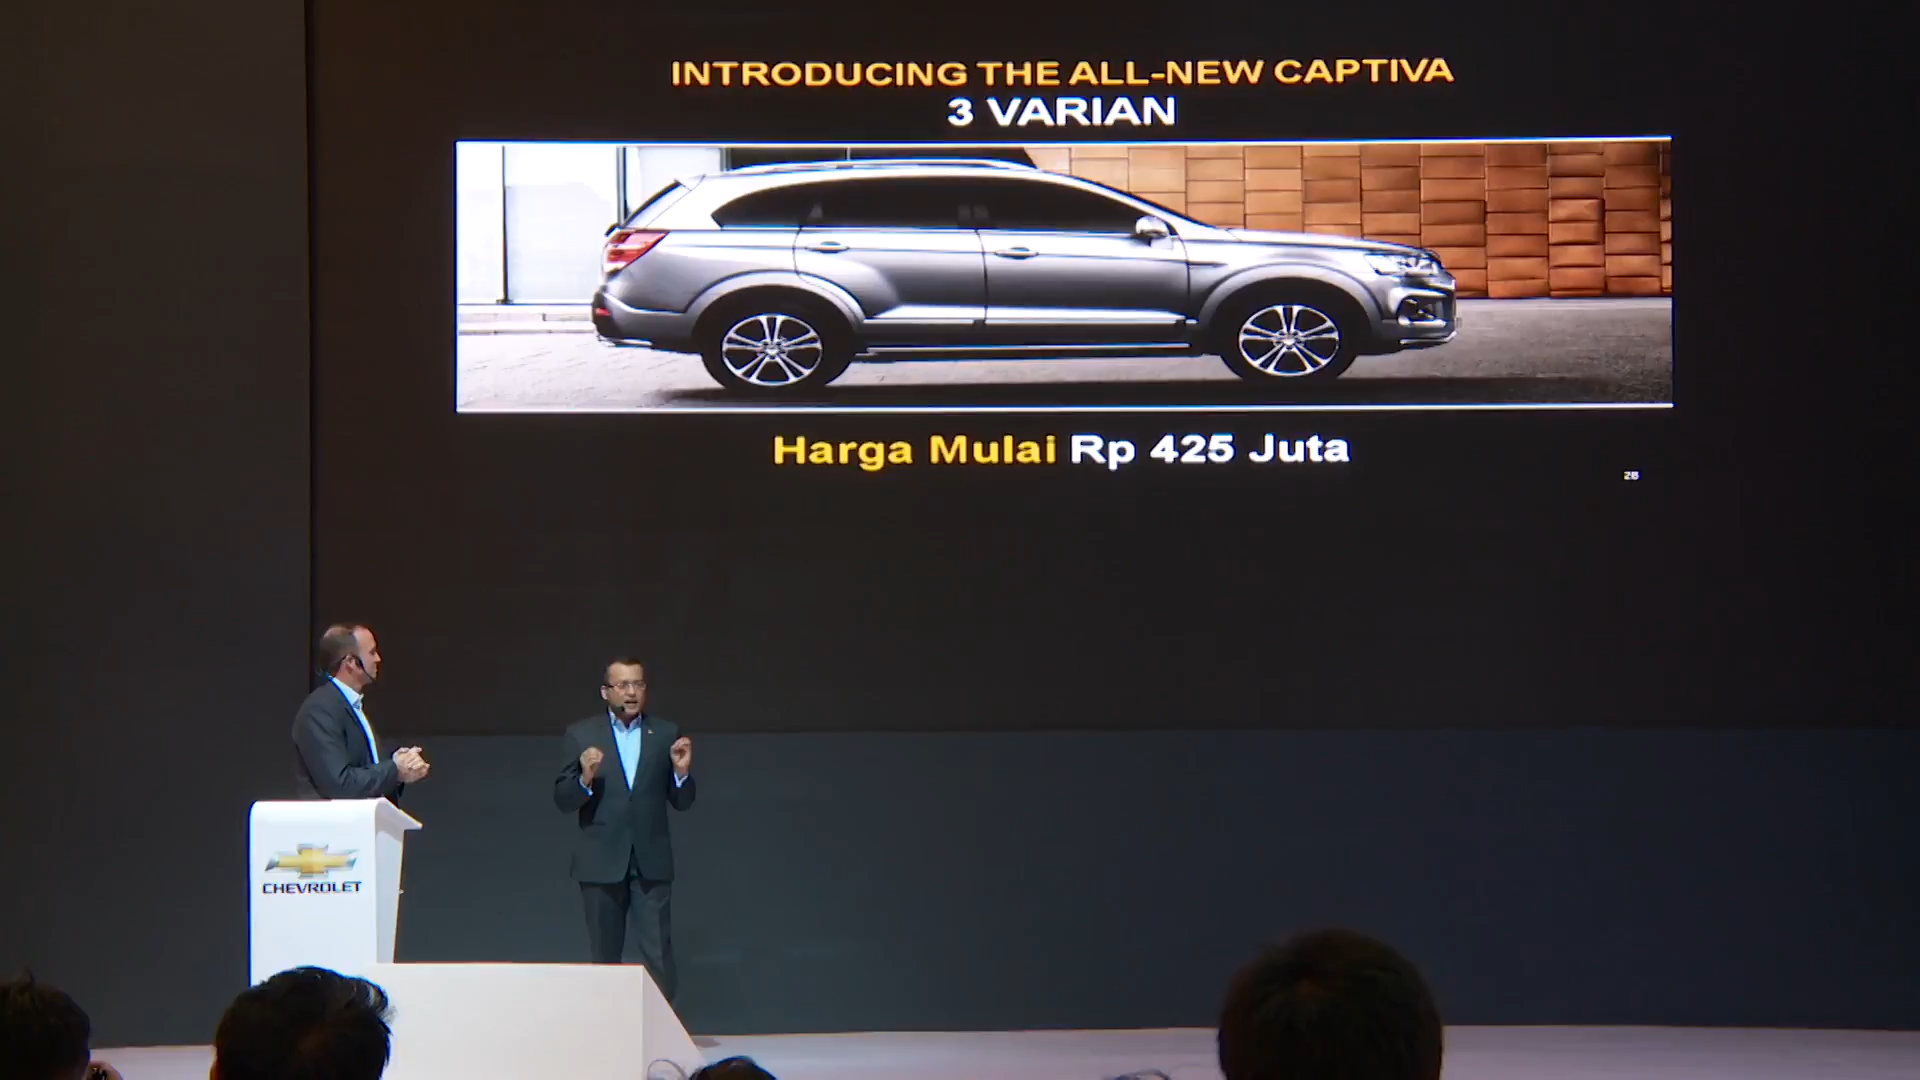 INTRODUCING THE ALL-NEW CAPTIVA
3 VARIAN
Harga Mulai Rp 425 Juta
28
CHEVROLET